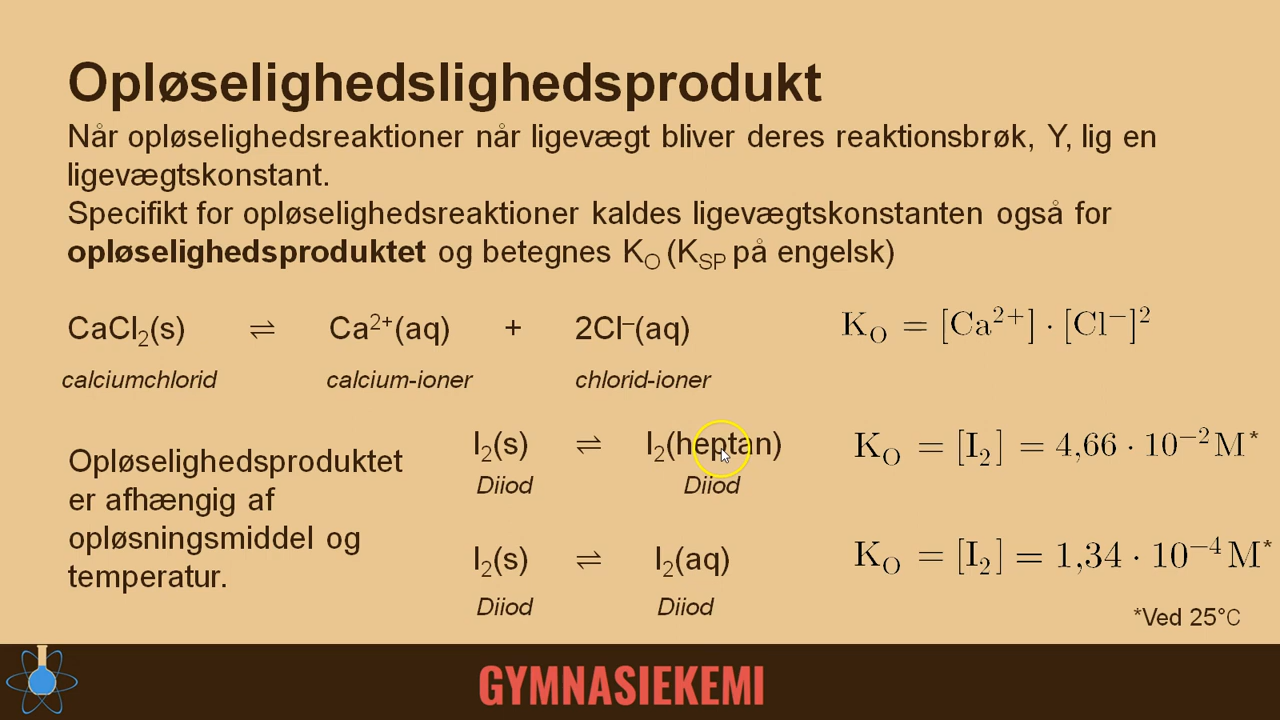 Opløselighedslighedsprodukt
Når opløselighedsreaktioner når ligevægt bliver deres reaktionsbrøk, Y, lig en
ligevægtskonstant.
Specifikt for opløselighedsreaktioner kaldes ligevægtskonstanten også for
opløselighedsproduktet og betegnes K_O (K_SP på engelsk)
CaCl₂(s) ⇌ Ca²⁺(aq) + 2Cl⁻(aq) K_O = [Ca²⁺] · [Cl⁻]²
calciumchlorid calcium-ioner chlorid-ioner
Opløselighedsproduktet
er afhængig af
opløsningsmiddel og
temperatur.
I₂(s) ⇌ I₂(heptan) K_O = [I₂] = 4,66 · 10⁻² M*
Diiod Diiod
I₂(s) ⇌ I₂(aq) K_O = [I₂] = 1,34 · 10⁻⁴ M*
Diiod Diiod
*Ved 25°C
GYMNASIEKEMI